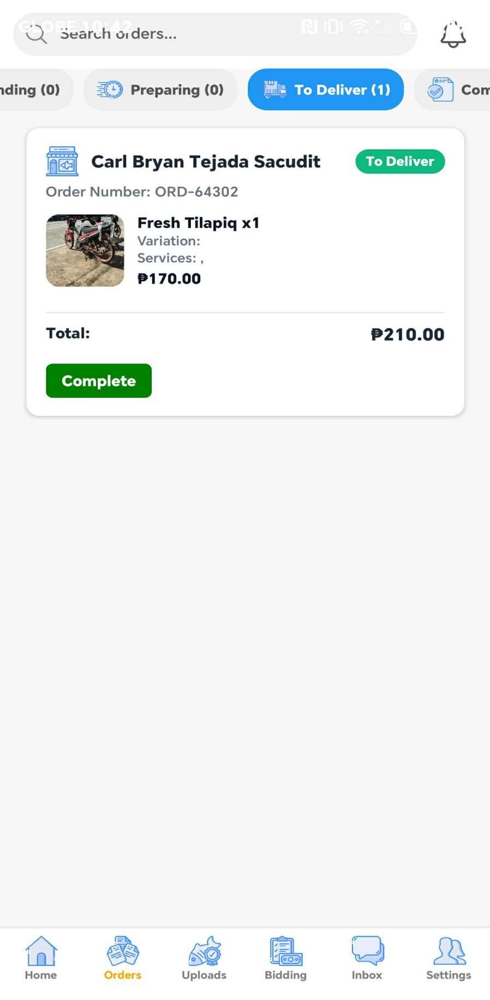 GLOBE 10:42
Search orders...
nding (0)
Preparing (0)
To Deliver (1)
Com
Carl Bryan Tejada Sacudit
To Deliver
Order Number: ORD-64302
Fresh Tilapiq x1
Variation:
Services: ,
₱170.00
Total:
₱210.00
Complete
Home
Orders
Uploads
Bidding
Inbox
Settings